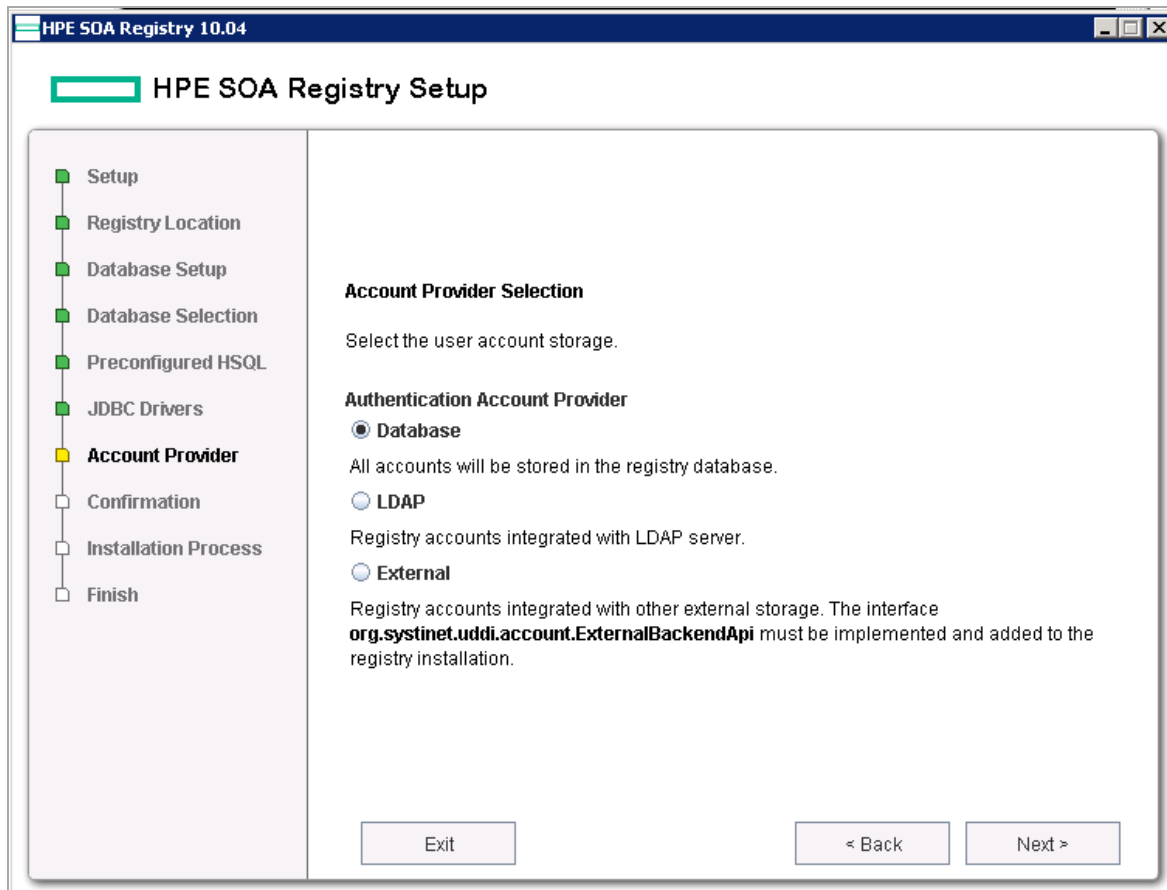 HPE SOA Registry 10.04
HPE SOA Registry Setup
Setup
Registry Location
Database Setup
Database Selection
Preconfigured HSQL
JDBC Drivers
Account Provider
Confirmation
Installation Process
Finish
Account Provider Selection
Select the user account storage.
Authentication Account Provider
Database
All accounts will be stored in the registry database.
LDAP
Registry accounts integrated with LDAP server.
External
Registry accounts integrated with other external storage. The interface
org.systinet.uddi.account.ExternalBackendApi must be implemented and added to the
registry installation.
Exit
< Back
Next >